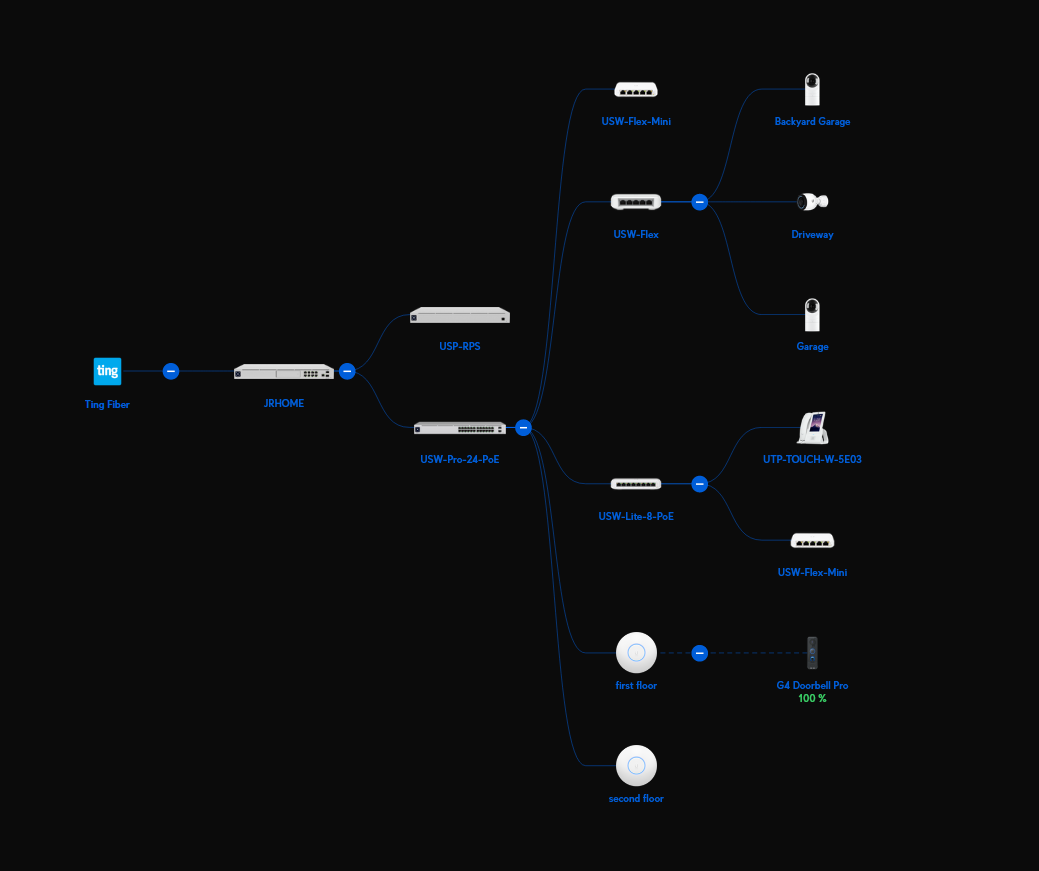 USW-Flex-Mini
Backyard Garage
USW-Flex
Driveway
USP-RPS
Garage
ting
Ting Fiber
JRHOME
USW-Pro-24-PoE
UTP-TOUCH-W-5E03
USW-Lite-8-PoE
USW-Flex-Mini
first floor
G4 Doorbell Pro
100 %
second floor